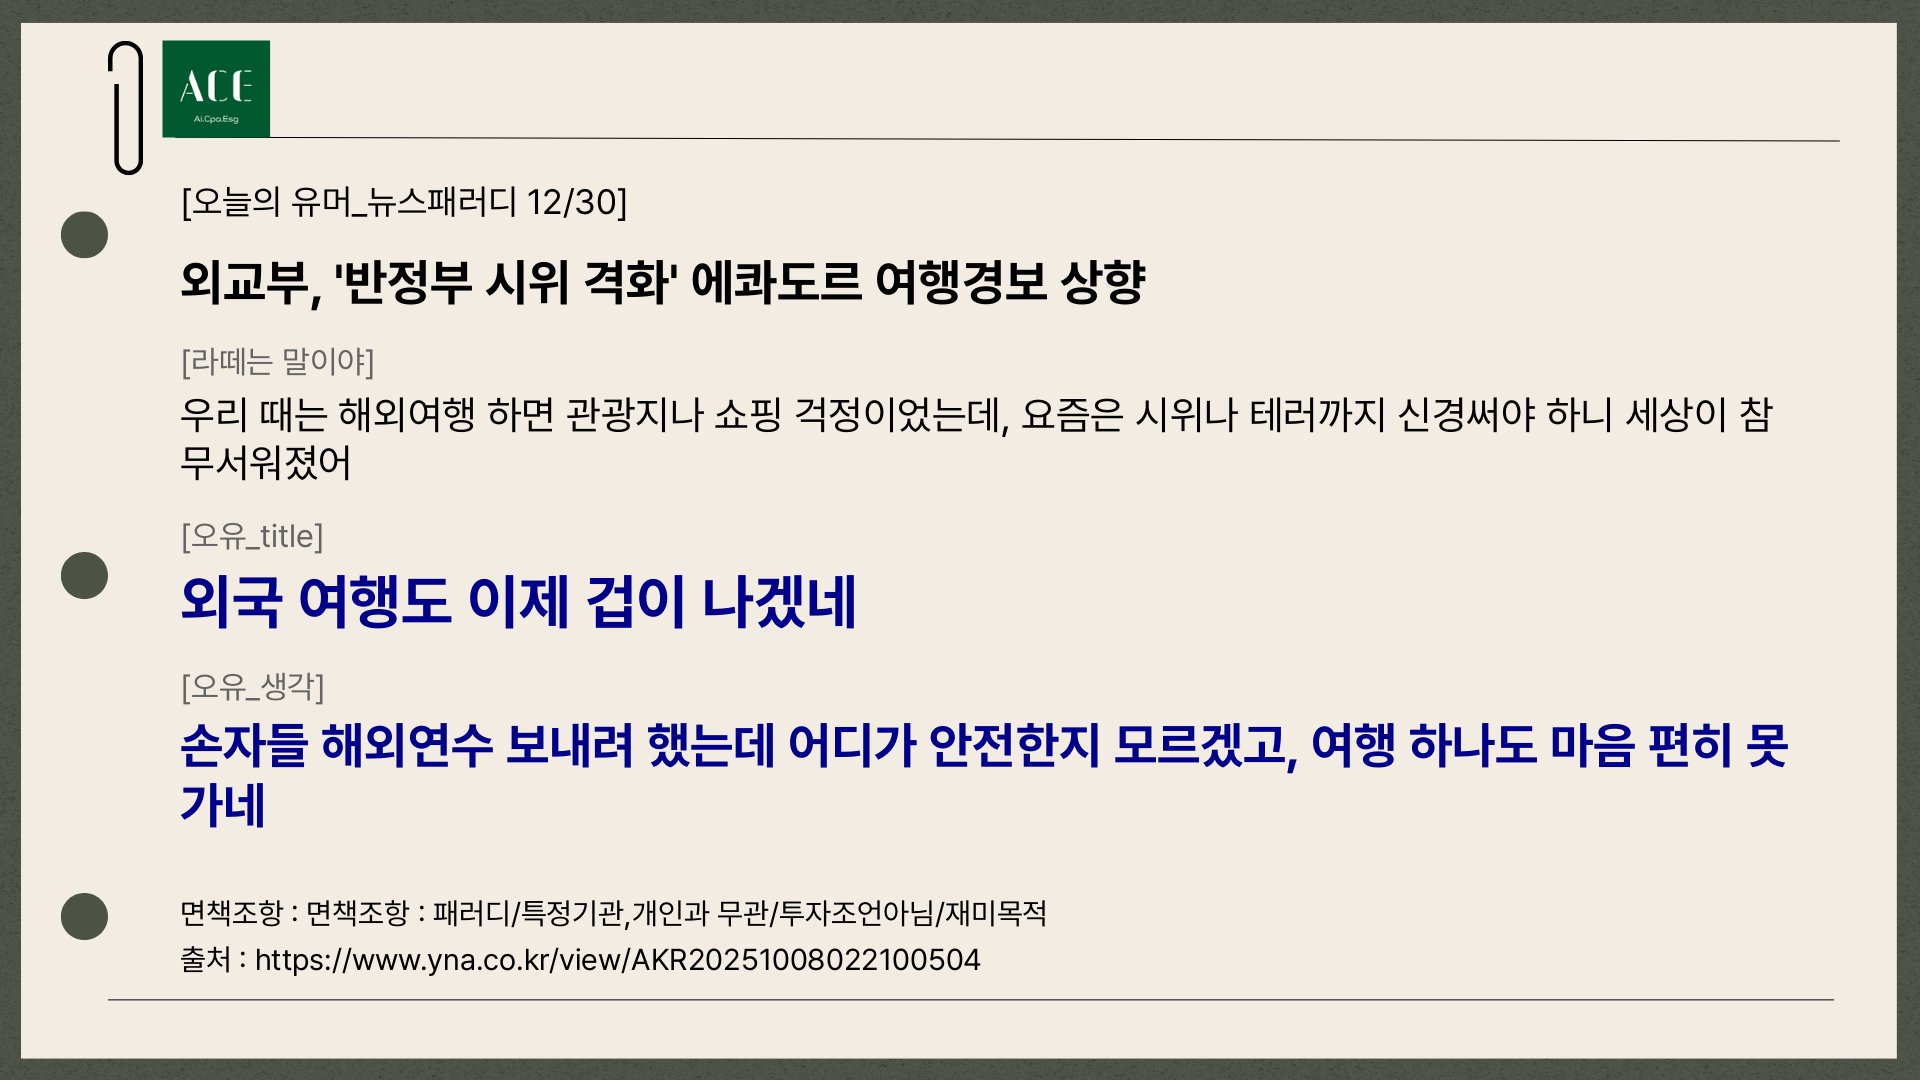 ACE
Ai.Cpa.Esg
[오늘의 유머_뉴스패러디 12/30]
외교부, '반정부 시위 격화' 에콰도르 여행경보 상향
[라떼는 말이야]
우리 때는 해외여행 하면 관광지나 쇼핑 걱정이었는데, 요즘은 시위나 테러까지 신경써야 하니 세상이 참
무서워졌어
[오유_title]
외국 여행도 이제 겁이 나겠네
[오유_생각]
손자들 해외연수 보내려 했는데 어디가 안전한지 모르겠고, 여행 하나도 마음 편히 못
가네
면책조항 : 면책조항 : 패러디/특정기관,개인과 무관/투자조언아님/재미목적
출처 : https://www.yna.co.kr/view/AKR20251008022100504